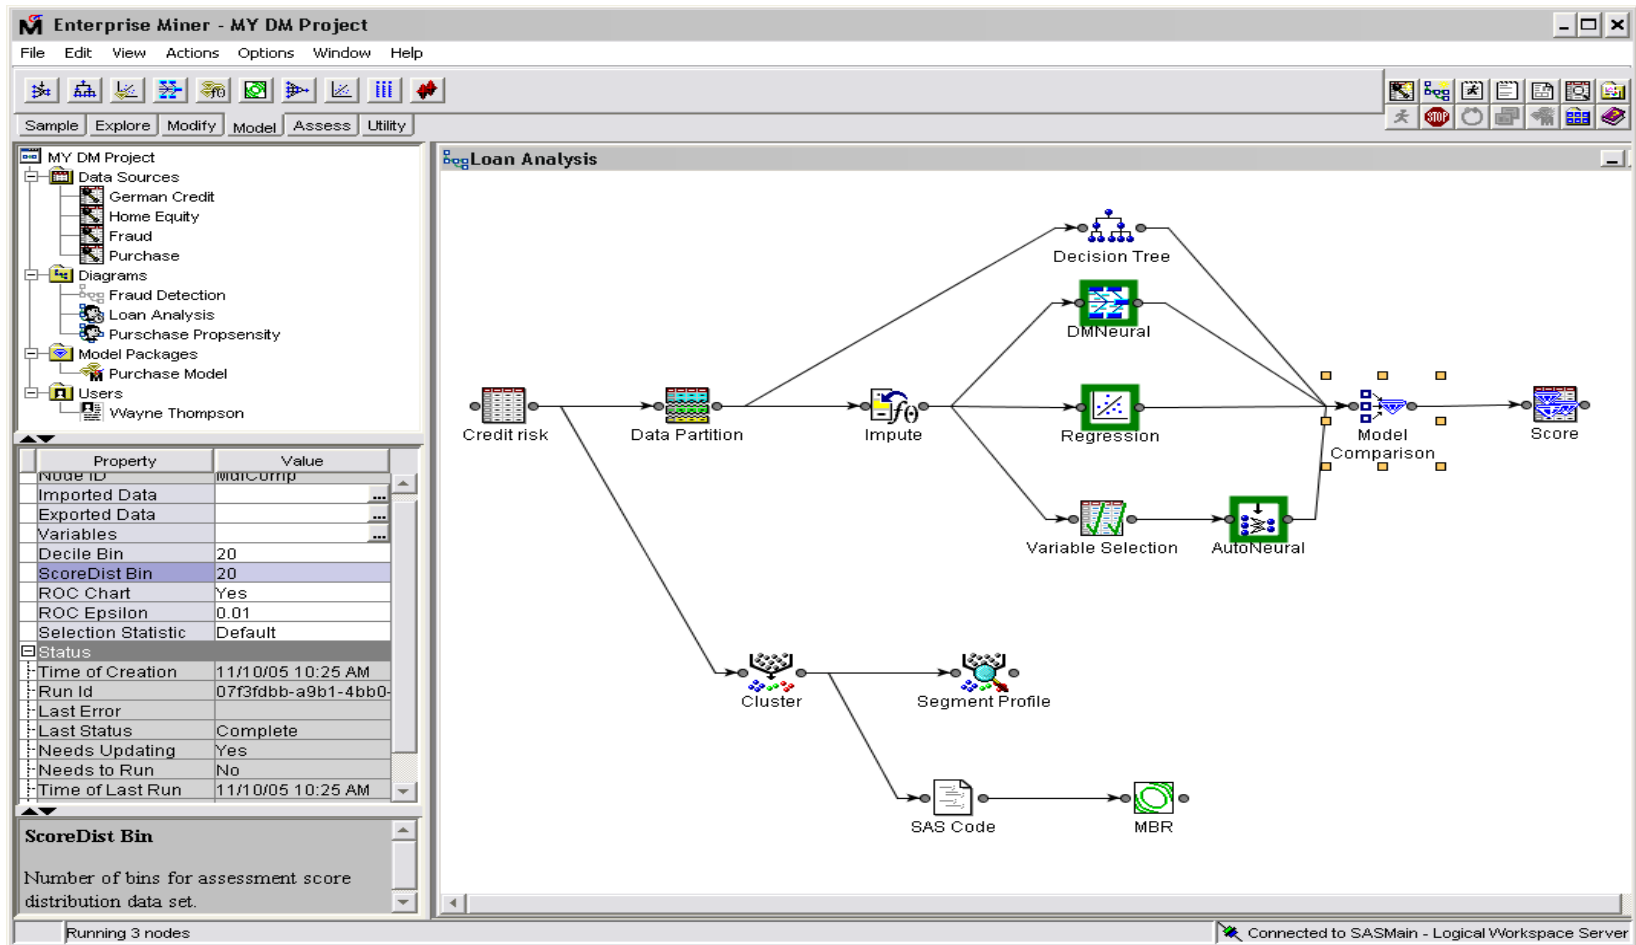 Enterprise Miner - MY DM Project
File Edit View Actions Options Window Help
Sample Explore Modify Model Assess Utility
MY DM Project
Data Sources
German Credit
Home Equity
Fraud
Purchase
Diagrams
Fraud Detection
Loan Analysis
Purschase Propsensity
Model Packages
Purchase Model
Users
Wayne Thompson
Property Value
Node ID MdlComp
Imported Data ...
Exported Data ...
Variables ...
Decile Bin 20
ScoreDist Bin 20
ROC Chart Yes
ROC Epsilon 0.01
Selection Statistic Default
Status
Time of Creation 11/10/05 10:25 AM
Run Id 07f3fdbb-a9b1-4bb0-
Last Error
Last Status Complete
Needs Updating Yes
Needs to Run No
Time of Last Run 11/10/05 10:25 AM
ScoreDist Bin
Number of bins for assessment score
distribution data set.
Loan Analysis
Decision Tree
DMNeural
Credit risk
Data Partition
Impute
Regression
Model
Comparison
Score
Variable Selection
AutoNeural
Cluster
Segment Profile
SAS Code
MBR
STOP
Running 3 nodes
Connected to SASMain - Logical Workspace Server